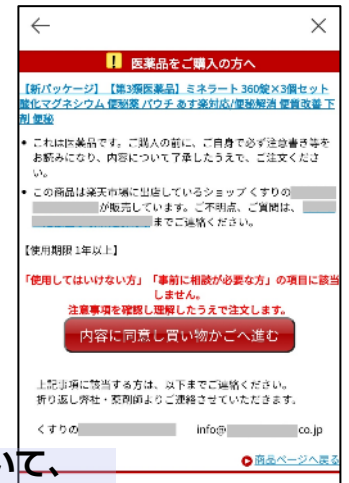 医薬品をご購入の方へ
【新パッケージ】【第3類医薬品】ミネラート 360錠×3個セット
酸化マグネシウム 便秘薬 パウチ あす楽対応/便秘解消 便質改善 下
剤 便秘
• これは医薬品です。ご購入の前に、ご自身で必ず注意書き等を
お読みになり、内容について了承したうえで、ご注文くださ
い。
• この商品は楽天市場に出店しているショップ くすりの
が販売しています。ご不明点、ご質問は、
までご連絡ください。
【使用期限 1年以上】
「使用してはいけない方」「事前に相談が必要な方」の項目に該当
しません。
注意事項を確認し理解したうえで注文します。
内容に同意し買い物かごへ進む
上記事項に該当する方は、以下までご連絡ください。
折り返し弊社・薬剤師よりご連絡させていただきます。
くすりの info@ co.jp
商品ページへ戻る
いて、